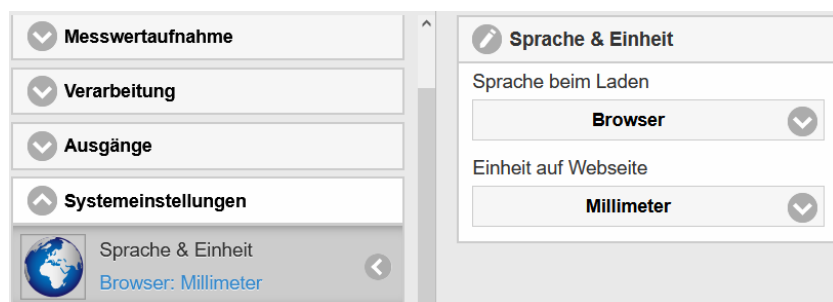 Messwertaufnahme
Verarbeitung
Ausgänge
Systemeinstellungen
Sprache & Einheit
Browser: Millimeter
Sprache & Einheit
Sprache beim Laden
Browser
Einheit auf Webseite
Millimeter